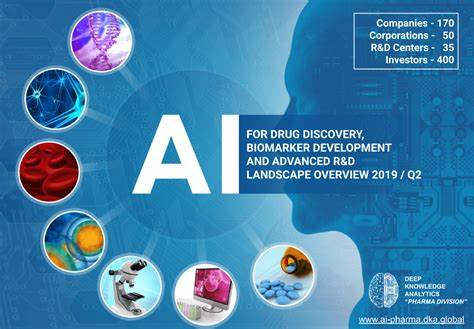 Companies - 170
Corporations - 50
R&D Centers - 35
Investors - 400
AI
FOR DRUG DISCOVERY,
BIOMARKER DEVELOPMENT
AND ADVANCED R&D
LANDSCAPE OVERVIEW 2019 / Q2
DEEP
KNOWLEDGE
ANALYTICS
"PHARMA DIVISION"
www.ai-pharma.dka.global